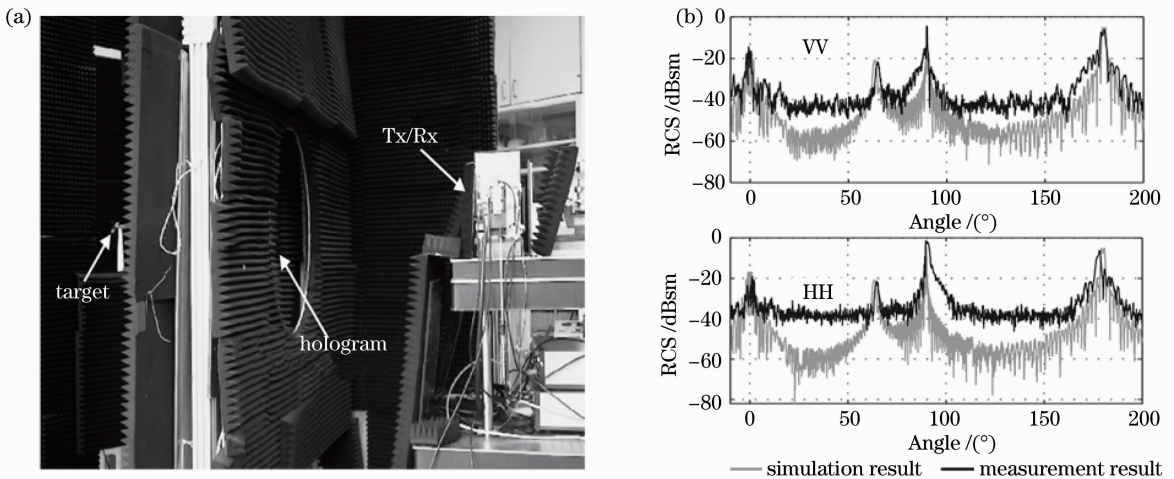 (a)
Tx/Rx
target
hologram
(b)
0
−20
−40
−60
−80
RCS /dBsm
VV
0 50 100 150 200
Angle /(°)
0
−20
−40
−60
−80
RCS /dBsm
HH
0 50 100 150 200
Angle /(°)
simulation result measurement result